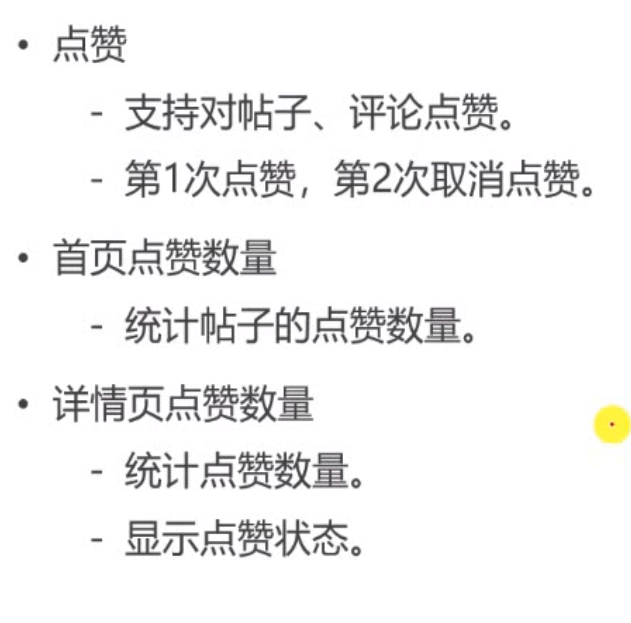 • 点赞
- 支持对帖子、评论点赞。
- 第1次点赞，第2次取消点赞。
• 首页点赞数量
- 统计帖子的点赞数量。
• 详情页点赞数量
- 统计点赞数量。
- 显示点赞状态。